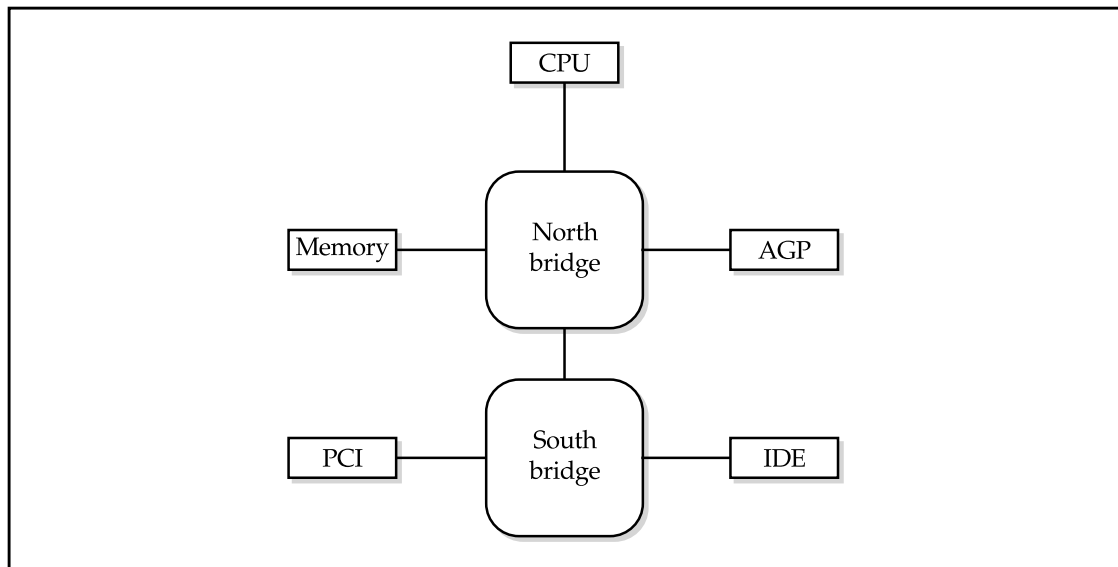 CPU
North
bridge
Memory
AGP
South
bridge
PCI
IDE